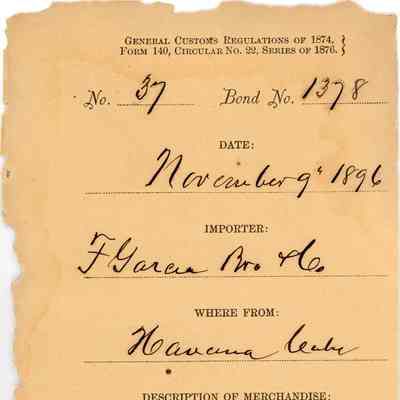 GENERAL CUSTOMS REGULATIONS OF 1874.
FORM 140, CIRCULAR No. 22, SERIES OF 1876.
No. 37 Bond No. 1378
DATE:
November 9" 1896
IMPORTER:
F Garcia Bro & Co.
WHERE FROM:
Havana Cuba
DESCRIPTION OF MERCHANDISE: